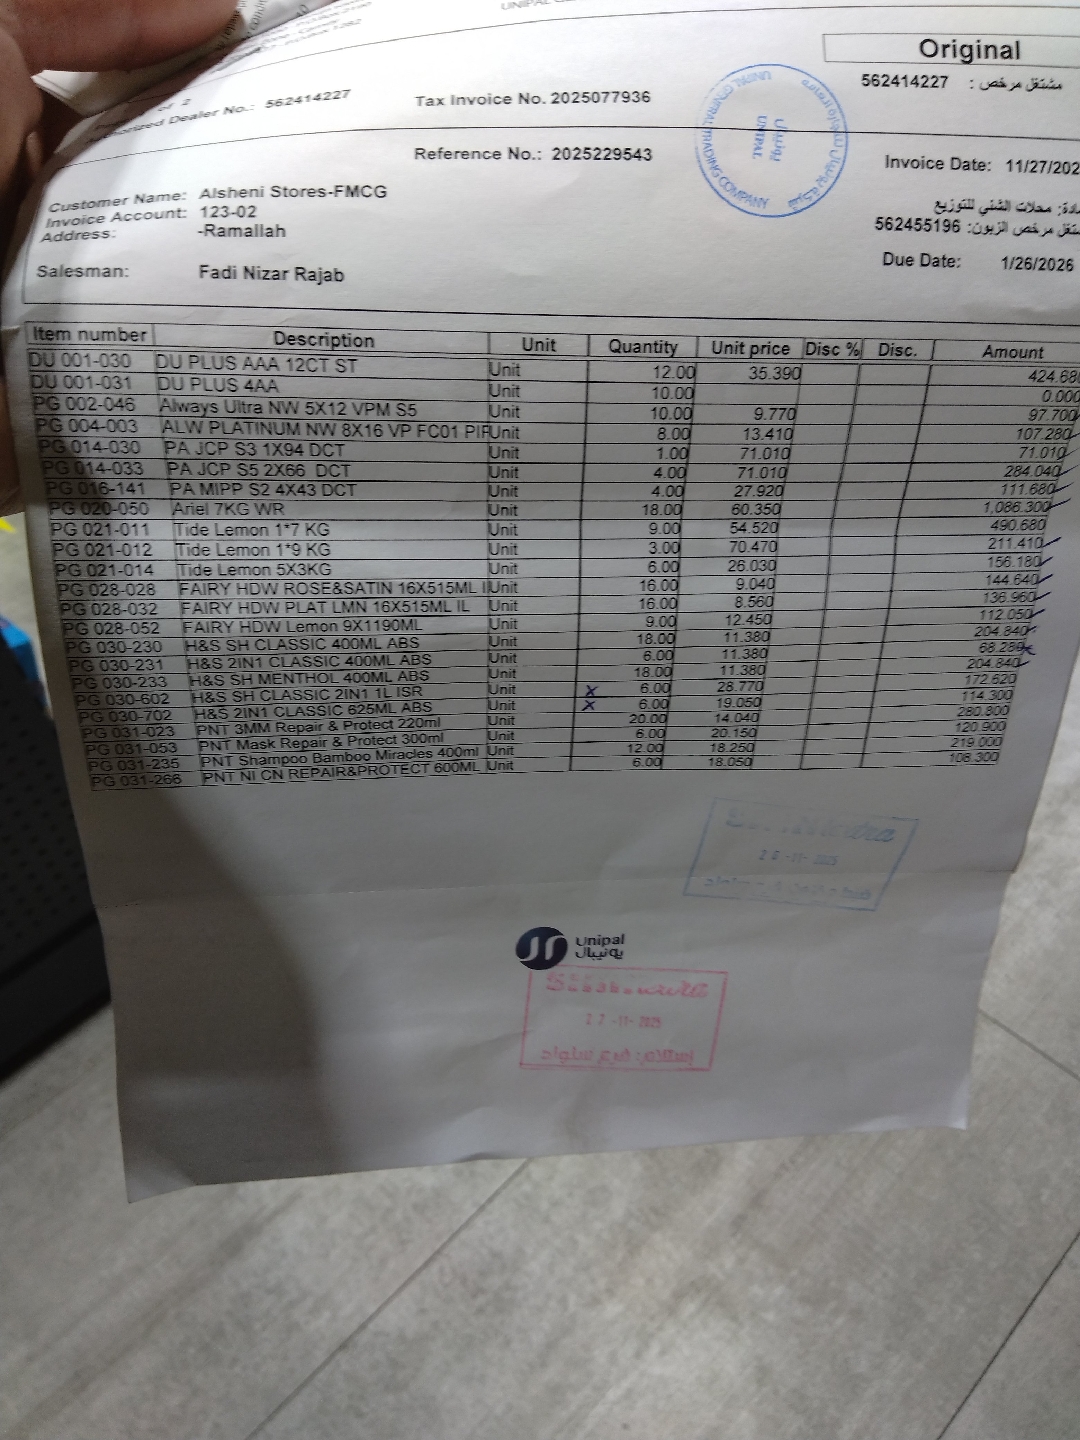 Original
562414227 : مشتغل مرخص
of 2
Dealer No.: 562414227
Tax Invoice No. 2025077936
Reference No.: 2025229543
UNIPAL GENERAL TRADING COMPANY
يونيبال
UNIPAL
Invoice Date: 11/27/202
Customer Name: Alsheni Stores-FMCG
Invoice Account: 123-02
Address: -Ramallah
محلات الشني للتوزيع
مرخص الزبون: 562455196
Due Date: 1/26/2026
Salesman: Fadi Nizar Rajab
Item number Description Unit Quantity Unit price Disc % Disc. Amount
DU 001-030 DU PLUS AAA 12CT ST Unit 12.00 35.390 424.680
DU 001-031 DU PLUS 4AA Unit 10.00 0.000
PG 002-046 Always Ultra NW 5X12 VPM S5 Unit 10.00 9.770 97.700
PG 004-003 ALW PLATINUM NW 8X16 VP FC01 PIF Unit 8.00 13.410 107.280
PG 014-030 PA JCP S3 1X94 DCT Unit 1.00 71.010 71.010
PG 014-033 PA JCP S5 2X66 DCT Unit 4.00 71.010 284.040
PG 016-141 PA MIPP S2 4X43 DCT Unit 4.00 27.920 111.680
PG 020-050 Ariel 7KG WR Unit 18.00 60.350 1,086.300
PG 021-011 Tide Lemon 1*7 KG Unit 9.00 54.520 490.680
PG 021-012 Tide Lemon 1*9 KG Unit 3.00 70.470 211.410
PG 021-014 Tide Lemon 5X3KG Unit 6.00 26.030 156.180
PG 028-028 FAIRY HDW ROSE&SATIN 16X515ML I Unit 16.00 9.040 144.640
PG 028-032 FAIRY HDW PLAT LMN 16X515ML IL Unit 16.00 8.560 136.960
PG 028-052 FAIRY HDW Lemon 9X1190ML Unit 9.00 12.450 112.050
PG 030-230 H&S SH CLASSIC 400ML ABS Unit 18.00 11.380 204.840
PG 030-231 H&S 2IN1 CLASSIC 400ML ABS Unit 6.00 11.380 68.280
PG 030-233 H&S SH MENTHOL 400ML ABS Unit 18.00 11.380 204.840
PG 030-602 H&S SH CLASSIC 2IN1 1L ISR Unit x 6.00 28.770 172.620
PG 030-702 H&S 2IN1 CLASSIC 625ML ABS Unit x 6.00 19.050 114.300
PG 031-023 PNT 3MM Repair & Protect 220ml Unit 20.00 14.040 280.800
PG 031-053 PNT Mask Repair & Protect 300ml Unit 6.00 20.150 120.900
PG 031-235 PNT Shampoo Bamboo Miracles 400ml Unit 12.00 18.250 219.000
PG 031-266 PNT NI CN REPAIR&PROTECT 600ML Unit 6.00 18.050 108.300
26-11-2025
Unipal
يونيبال
27-11-2025
إستلام: فرع سلواد